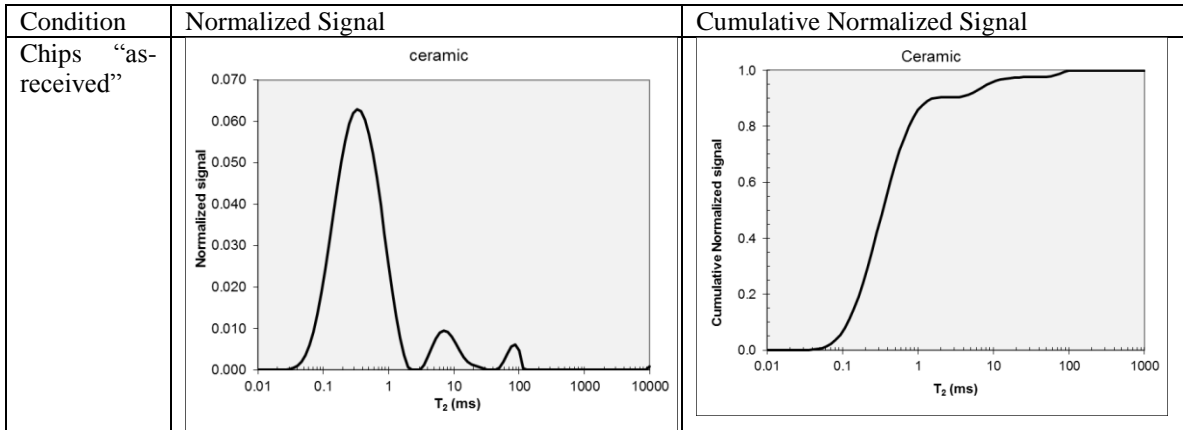 Condition
Normalized Signal
Cumulative Normalized Signal
Chips “as-
received”
ceramic
Normalized signal
0.070
0.060
0.050
0.040
0.030
0.020
0.010
0.000
0.01 0.1 1 10 100 1000 10000
T₂ (ms)
Ceramic
Cumulative Normalized Signal
1.0
0.8
0.6
0.4
0.2
0.0
0.01 0.1 1 10 100 1000
T₂ (ms)